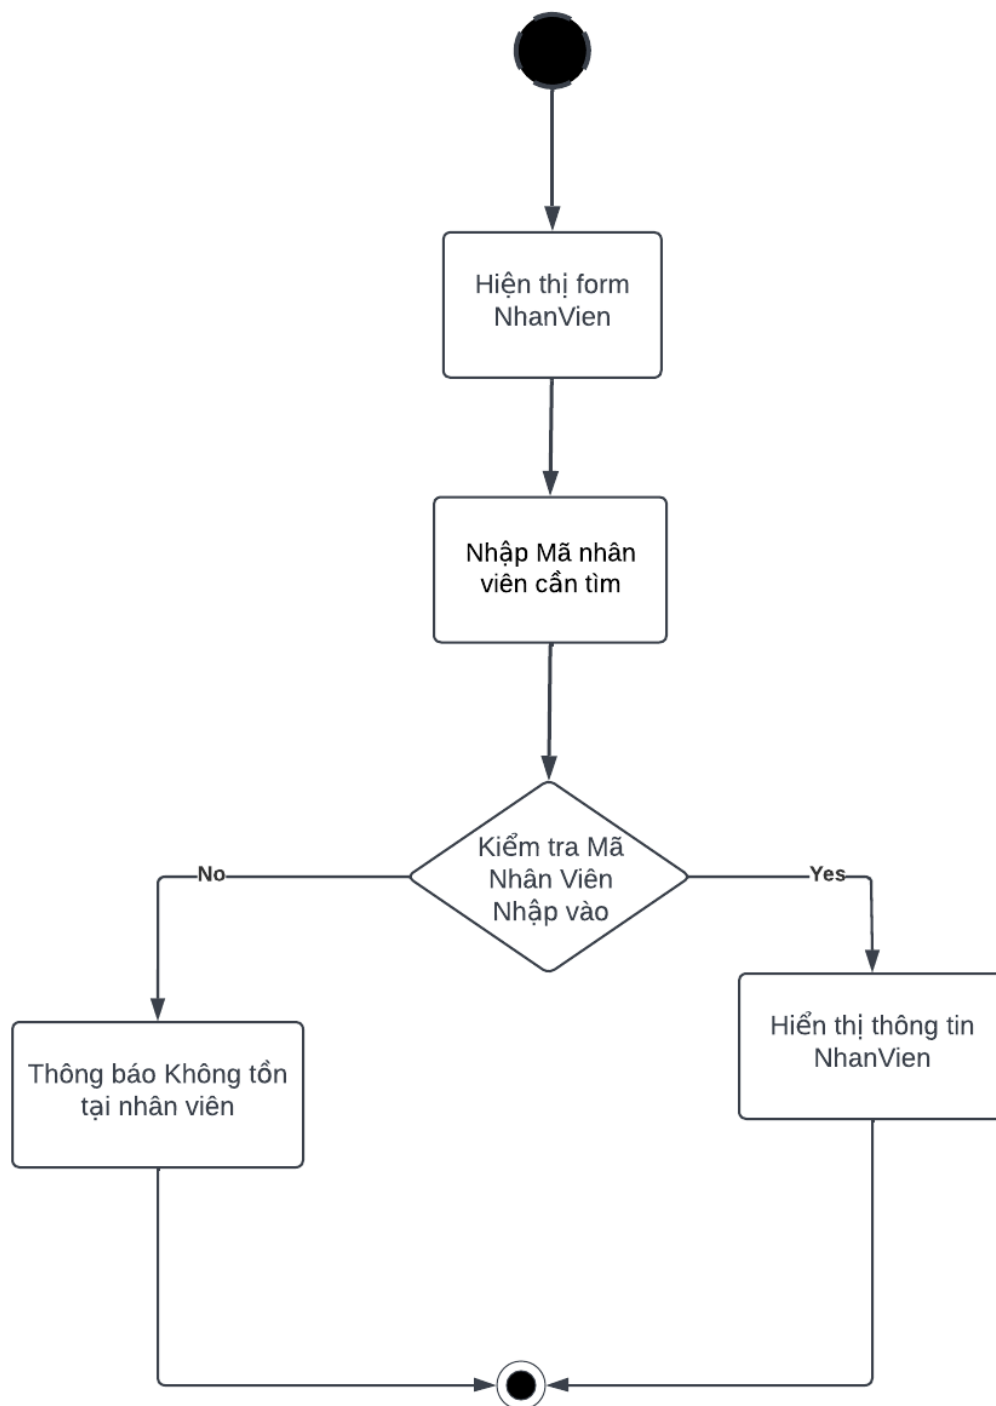 Hiện thị form
NhanVien
Nhập Mã nhân
viên cần tìm
Kiểm tra Mã
Nhân Viên
Nhập vào
No
Yes
Hiển thị thông tin
NhanVien
Thông báo Không tồn
tại nhân viên